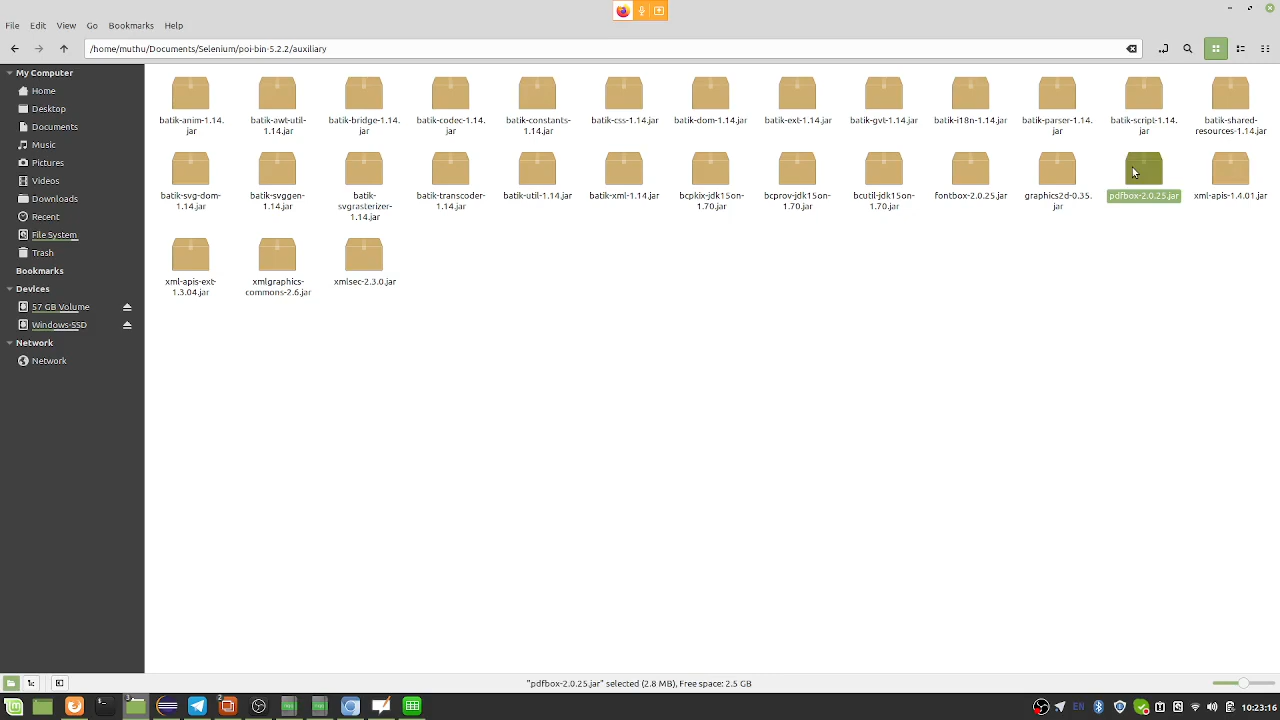 File Edit View Go Bookmarks Help
/home/muthu/Documents/Selenium/poi-bin-5.2.2/auxiliary
My Computer
Home
Desktop
Documents
Music
Pictures
Videos
Downloads
Recent
File System
Trash
Bookmarks
Devices
57 GB Volume
Windows-SSD
Network
Network
batik-anim-1.14.
jar
batik-awt-util-
1.14.jar
batik-bridge-1.14.
jar
batik-codec-1.14.
jar
batik-constants-
1.14.jar
batik-css-1.14.jar
batik-dom-1.14.jar
batik-ext-1.14.jar
batik-gvt-1.14.jar
batik-i18n-1.14.jar
batik-parser-1.14.
jar
batik-script-1.14.
jar
batik-shared-
resources-1.14.jar
batik-svg-dom-
1.14.jar
batik-svggen-
1.14.jar
batik-
svgrasterizer-
1.14.jar
batik-transcoder-
1.14.jar
batik-util-1.14.jar
batik-xml-1.14.jar
bcpkix-jdk15on-
1.70.jar
bcprov-jdk15on-
1.70.jar
bcutil-jdk15on-
1.70.jar
fontbox-2.0.25.jar
graphics2d-0.35.
jar
pdfbox-2.0.25.jar
xml-apis-1.4.01.jar
xml-apis-ext-
1.3.04.jar
xmlgraphics-
commons-2.6.jar
xmlsec-2.3.0.jar
"pdfbox-2.0.25.jar" selected (2.8 MB), Free space: 2.5 GB
3
2
EN
10:23:16